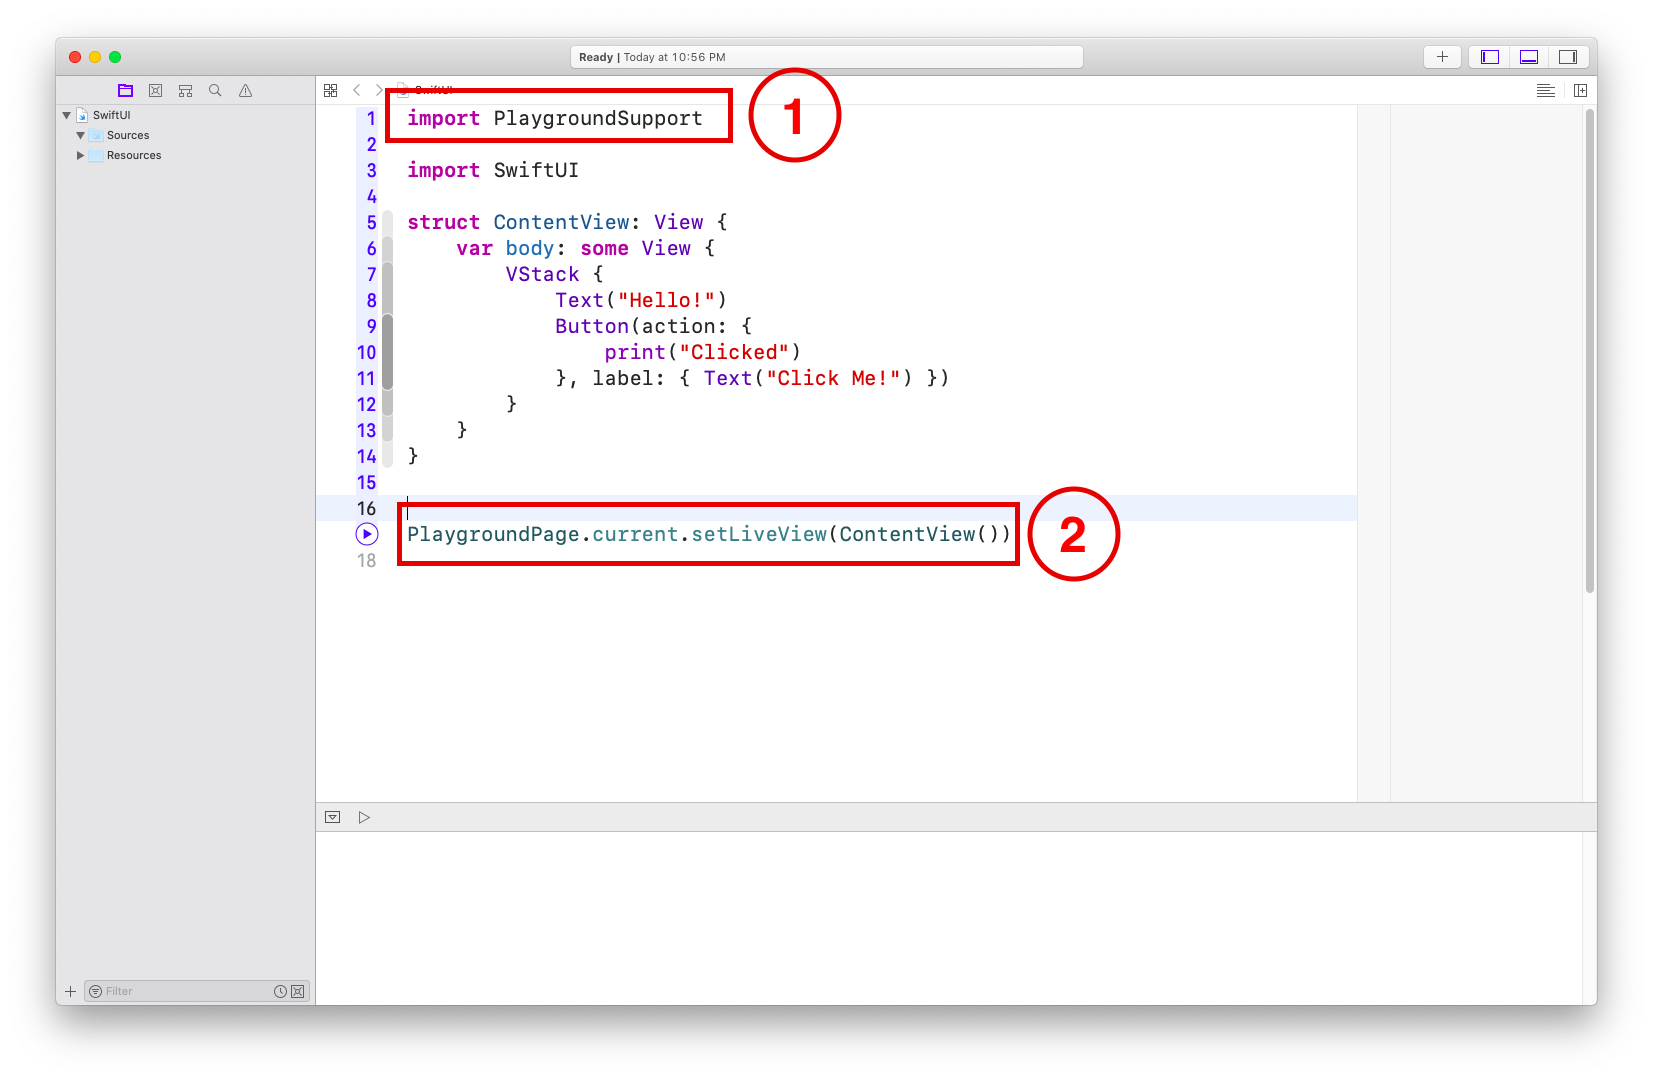 Ready | Today at 10:56 PM
SwiftUI
SwiftUI
Sources
Resources
1 import PlaygroundSupport
1
2
3 import SwiftUI
4
5 struct ContentView: View {
6 var body: some View {
7 VStack {
8 Text("Hello!")
9 Button(action: {
10 print("Clicked")
11 }, label: { Text("Click Me!") })
12 }
13 }
14 }
15
16
PlaygroundPage.current.setLiveView(ContentView())
2
18
Filter